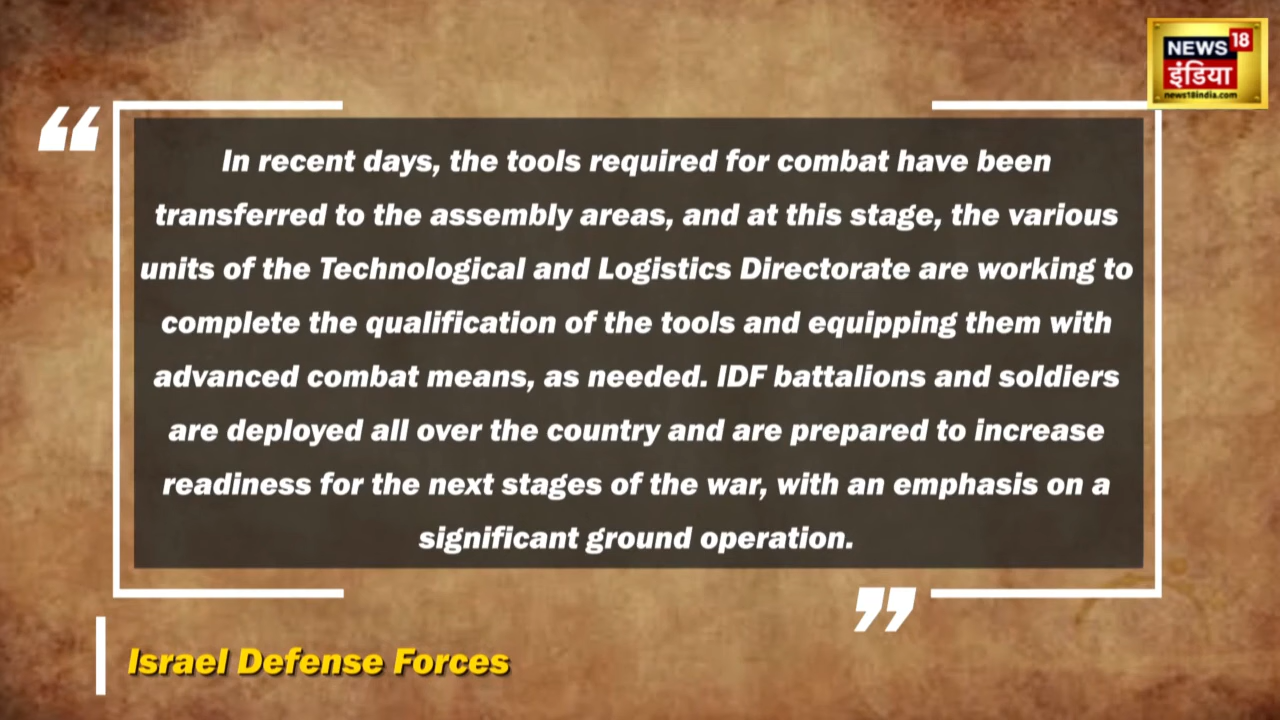 NEWS 18
इंडिया
news18india.com
“
In recent days, the tools required for combat have been
transferred to the assembly areas, and at this stage, the various
units of the Technological and Logistics Directorate are working to
complete the qualification of the tools and equipping them with
advanced combat means, as needed. IDF battalions and soldiers
are deployed all over the country and are prepared to increase
readiness for the next stages of the war, with an emphasis on a
significant ground operation.
”
Israel Defense Forces